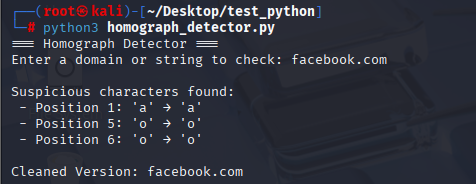 ┌──(root㉿kali)-[~/Desktop/test_python]
└─# python3 homograph_detector.py
=== Homograph Detector ===
Enter a domain or string to check: fаcebооk.com
Suspicious characters found:
- Position 1: 'а' → 'a'
- Position 5: 'о' → 'o'
- Position 6: 'о' → 'o'
Cleaned Version: facebook.com